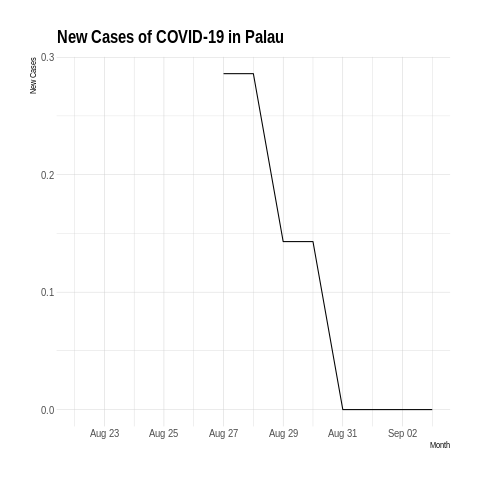 New Cases of COVID-19 in Palau
New Cases
0.3
0.2
0.1
0.0
Aug 23 Aug 25 Aug 27 Aug 29 Aug 31 Sep 02
Month